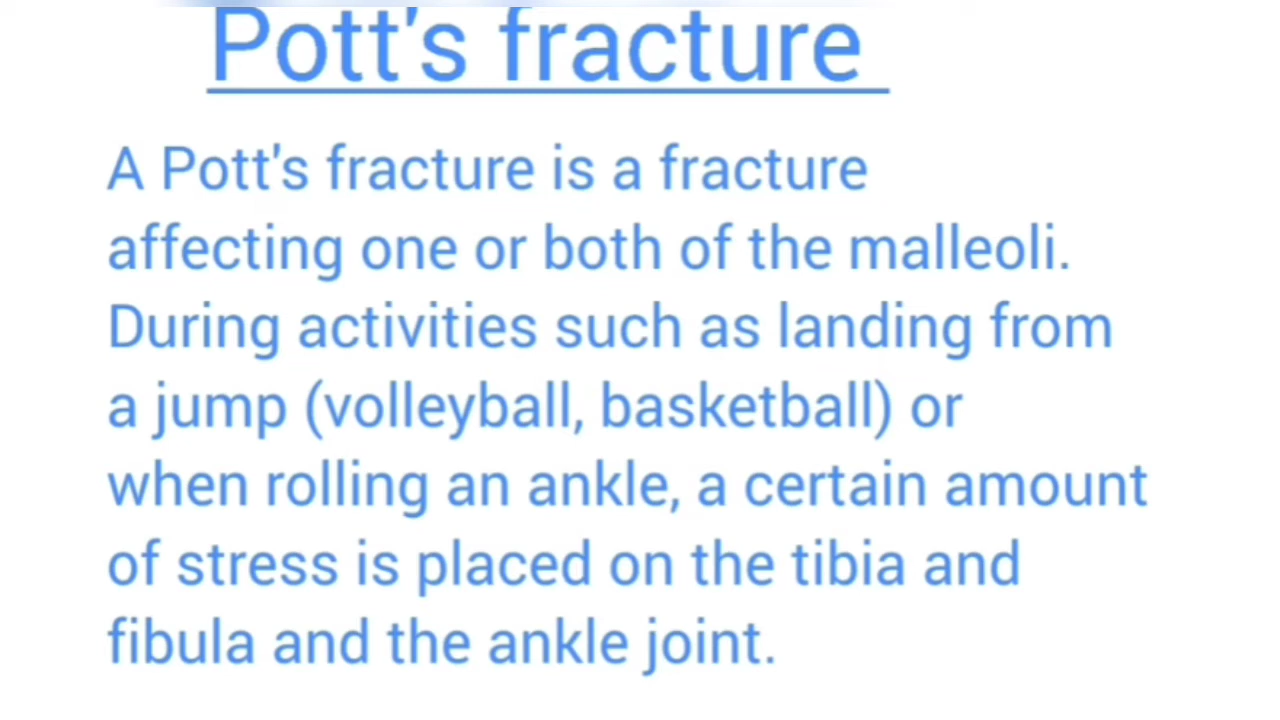 Pott's fracture
A Pott's fracture is a fracture
affecting one or both of the malleoli.
During activities such as landing from
a jump (volleyball, basketball) or
when rolling an ankle, a certain amount
of stress is placed on the tibia and
fibula and the ankle joint.